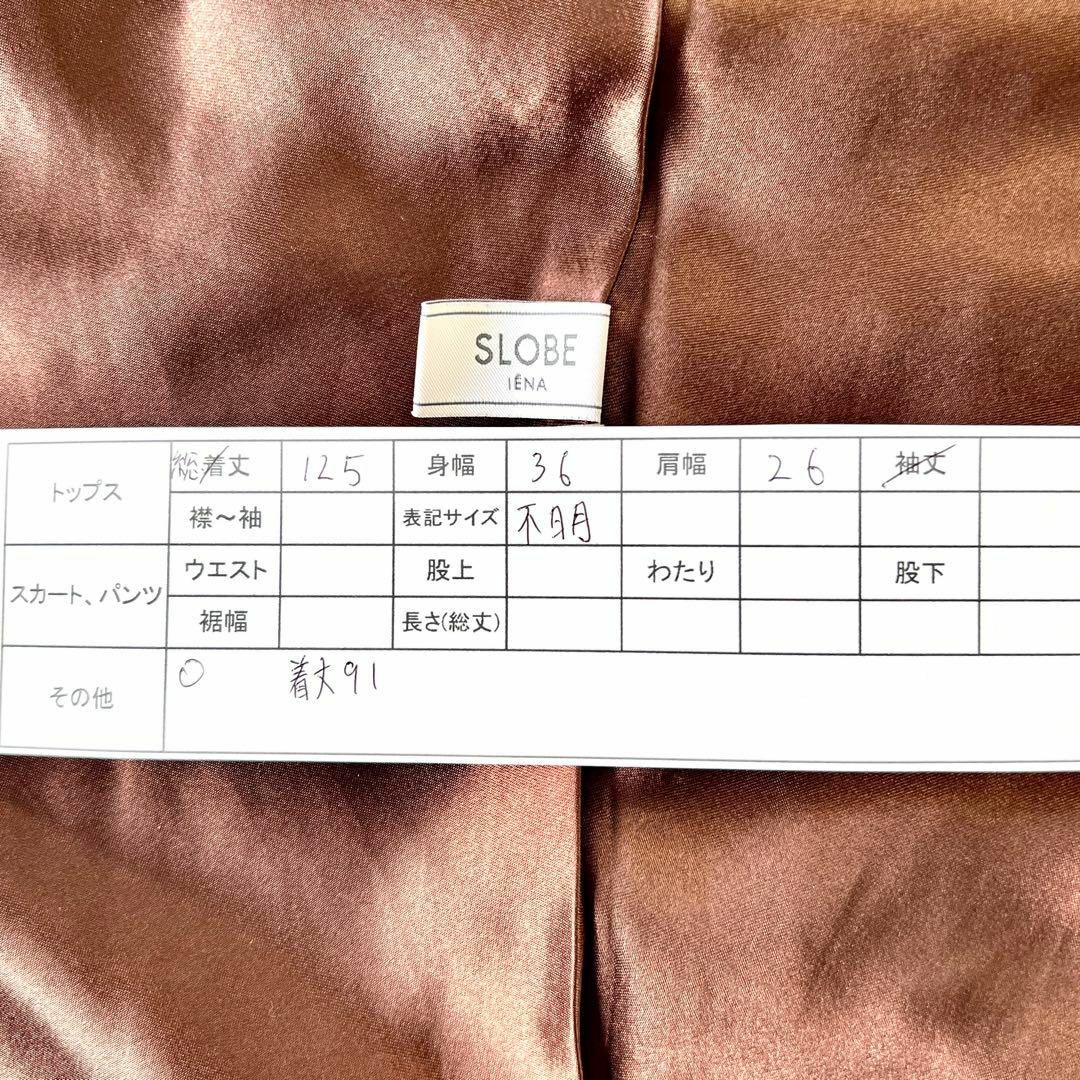 SLOBE
IÉNA
トップス 総着丈 125 身幅 36 肩幅 26 袖丈
襟～袖 表記サイズ 不明
スカート、パンツ ウエスト 股上 わたり 股下
裾幅 長さ(総丈)
その他 〇 着丈91